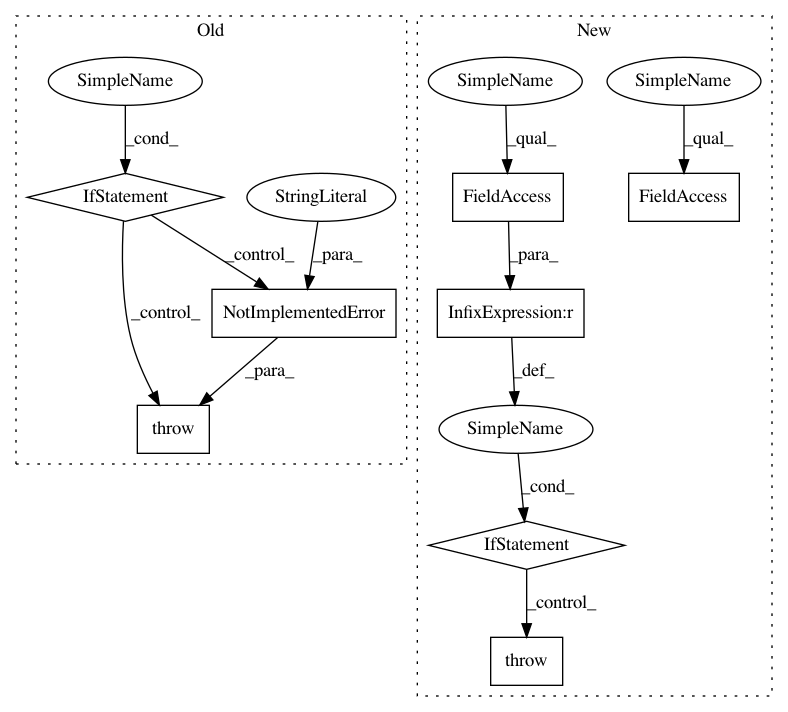 Old
New
SimpleName
SimpleName
SimpleName
_cond_
_qual_
_qual_
IfStatement
StringLiteral
FieldAccess
FieldAccess
_control_
_para_
_para_
_control_
NotImplementedError
InfixExpression:r
_para_
_def_
throw
SimpleName
_cond_
IfStatement
_control_
throw